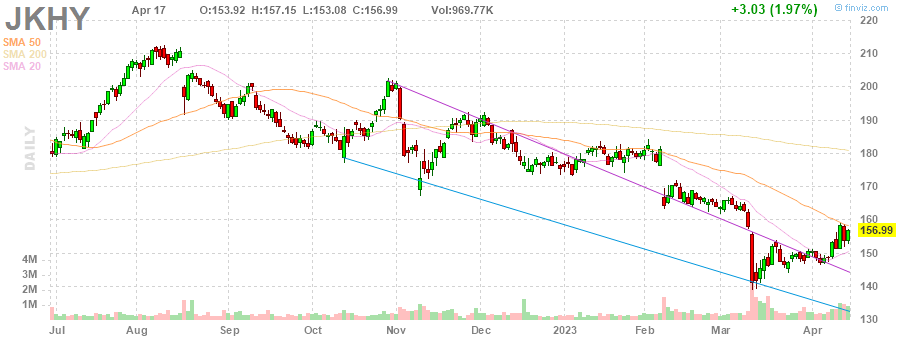 JKHY Apr 17 O:153.92 H:157.15 L:153.08 C:156.99 Vol:969.77K +3.03 (1.97%) © finviz.com
SMA 50
SMA 200
SMA 20
DAILY
220
210
200
190
180
170
160
156.99
150
140
130
4M
3M
2M
1M
Jul Aug Sep Oct Nov Dec 2023 Feb Mar Apr